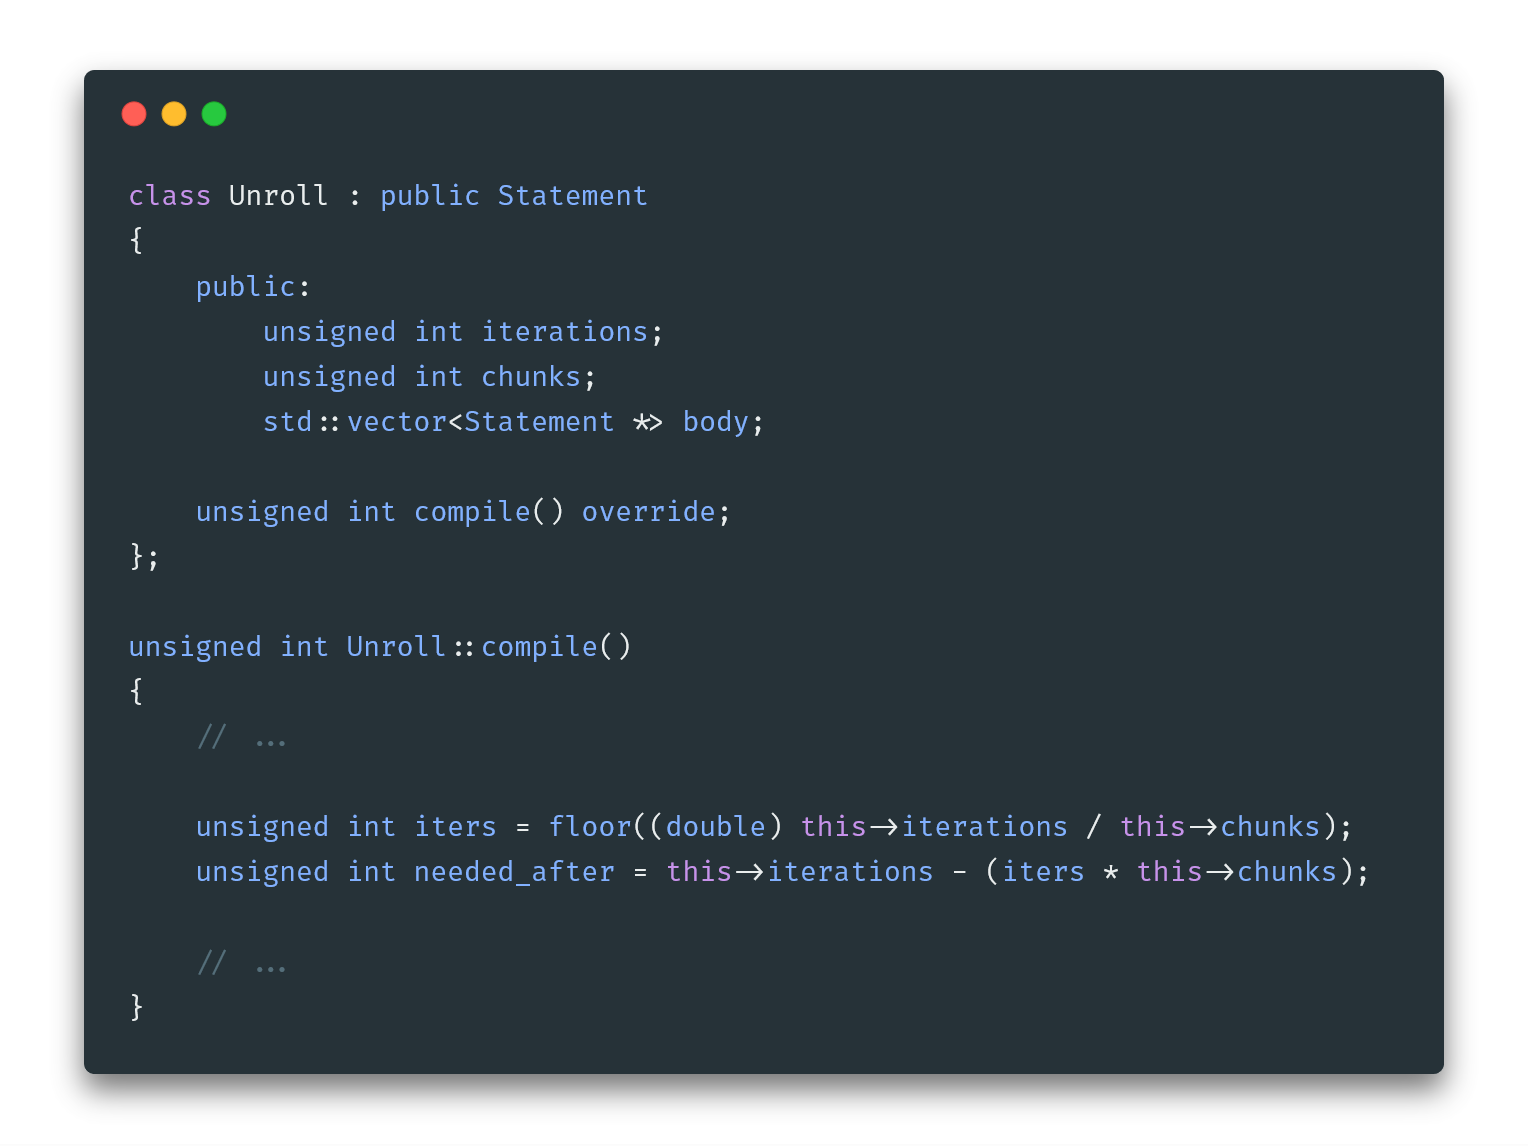 class Unroll : public Statement
{
    public:
        unsigned int iterations;
        unsigned int chunks;
        std::vector<Statement *> body;

    unsigned int compile() override;
};

unsigned int Unroll::compile()
{
    // ...

    unsigned int iters = floor((double) this->iterations / this->chunks);
    unsigned int needed_after = this->iterations - (iters * this->chunks);

    // ...
}